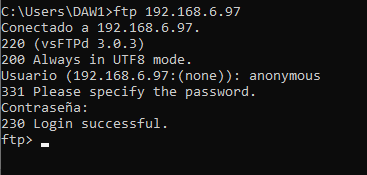 C:\Users\DAW1>ftp 192.168.6.97
Conectado a 192.168.6.97.
220 (vsFTPd 3.0.3)
200 Always in UTF8 mode.
Usuario (192.168.6.97:(none)): anonymous
331 Please specify the password.
Contraseña:
230 Login successful.
ftp>